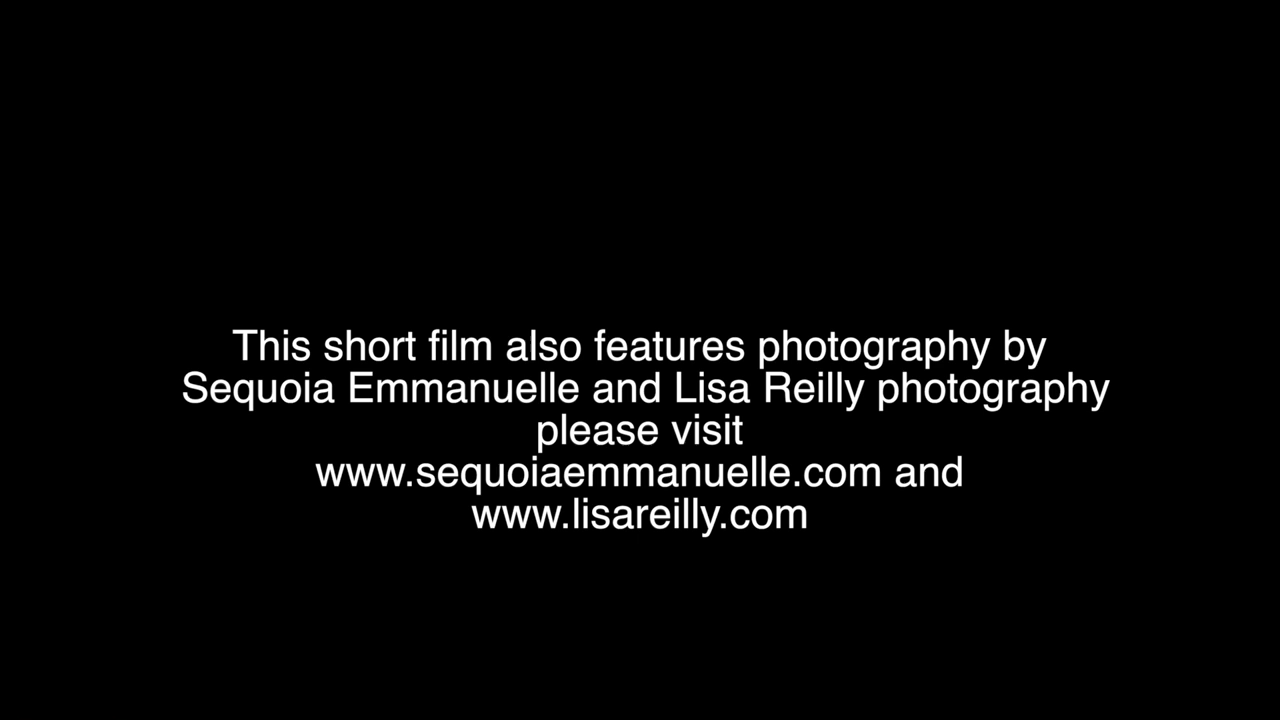 This short film also features photography by
Sequoia Emmanuelle and Lisa Reilly photography
please visit
www.sequoiaemmanuelle.com and
www.lisareilly.com